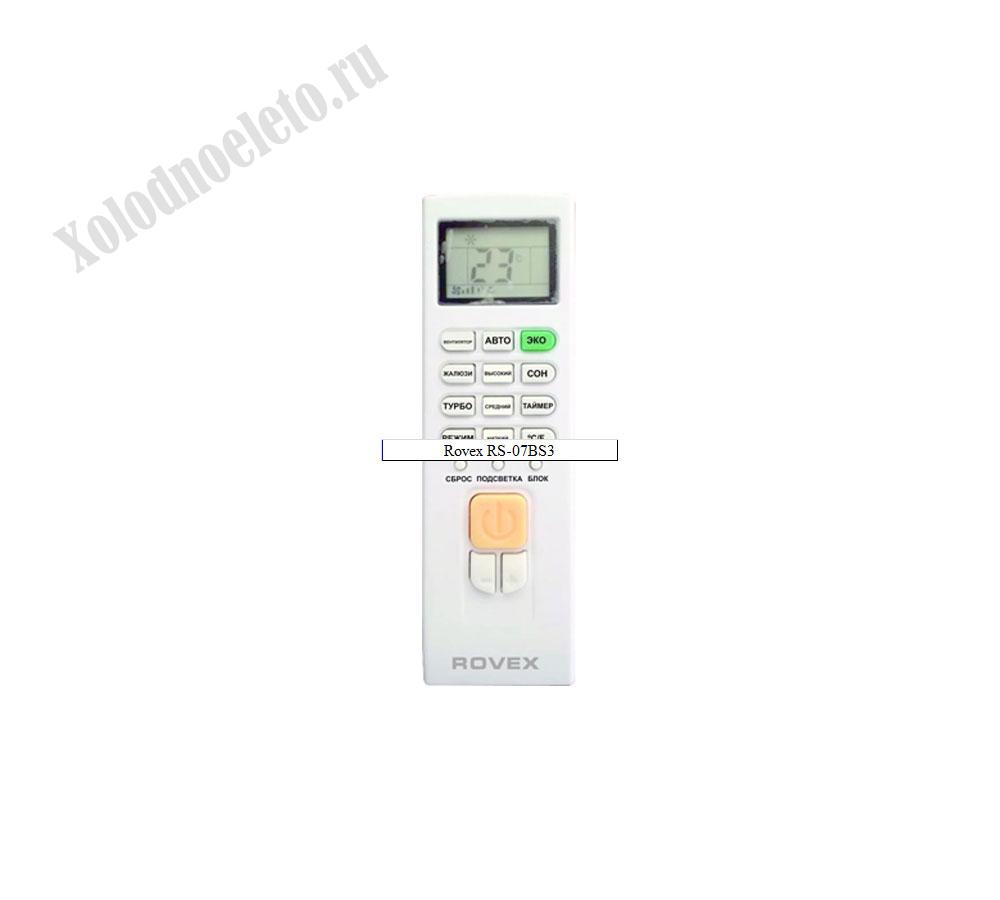 Xolodnoeleto.ru
23 °C
ВЕНТИЛЯТОР АВТО ЭКО
ЖАЛЮЗИ ВЫСОКИЙ СОН
ТУРБО СРЕДНИЙ ТАЙМЕР
РЕЖИМ НИЗКИЙ °C/F
Rovex RS-07BS3
СБРОС ПОДСВЕТКА БЛОК
ROVEX